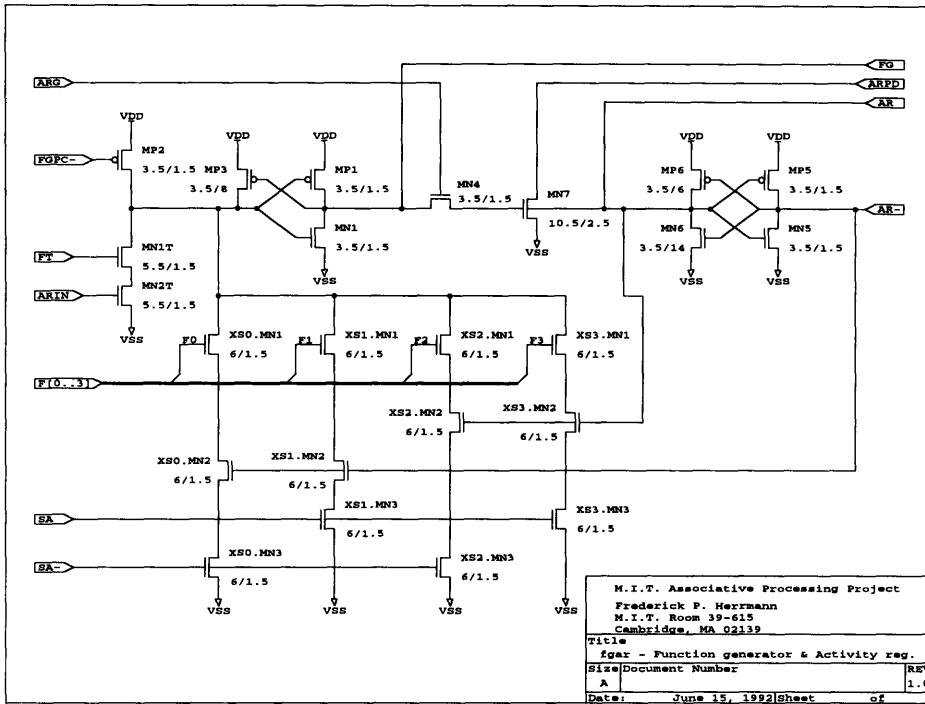 FG
ARG
ARPD
AR
VDD
VDD
VDD
VDD
VDD
FGPC-
MP2
3.5/1.5
MP3
3.5/8
MP1
3.5/1.5
MN4
3.5/1.5
MN7
10.5/2.5
MP6
3.5/6
MP5
3.5/1.5
AR-
MN1
3.5/1.5
MN6
3.5/14
MN5
3.5/1.5
VSS
VSS
VSS
VSS
FT
MN1T
5.5/1.5
ARIN
MN2T
5.5/1.5
VSS
F0
XS0.MN1
6/1.5
F1
XS1.MN1
6/1.5
F2
XS2.MN1
6/1.5
F3
XS3.MN1
6/1.5
F[0..3]
XS2.MN2
6/1.5
XS3.MN2
6/1.5
XS0.MN2
6/1.5
XS1.MN2
6/1.5
SA
XS1.MN3
6/1.5
XS3.MN3
6/1.5
SA-
XS0.MN3
6/1.5
XS2.MN3
6/1.5
VSS
VSS
VSS
VSS
M.I.T. Associative Processing Project
Frederick P. Herrmann
M.I.T. Room 39-615
Cambridge, MA 02139
Title
fgar - Function generator & Activity reg.
Size Document Number
A
Date: June 15, 1992 Sheet of